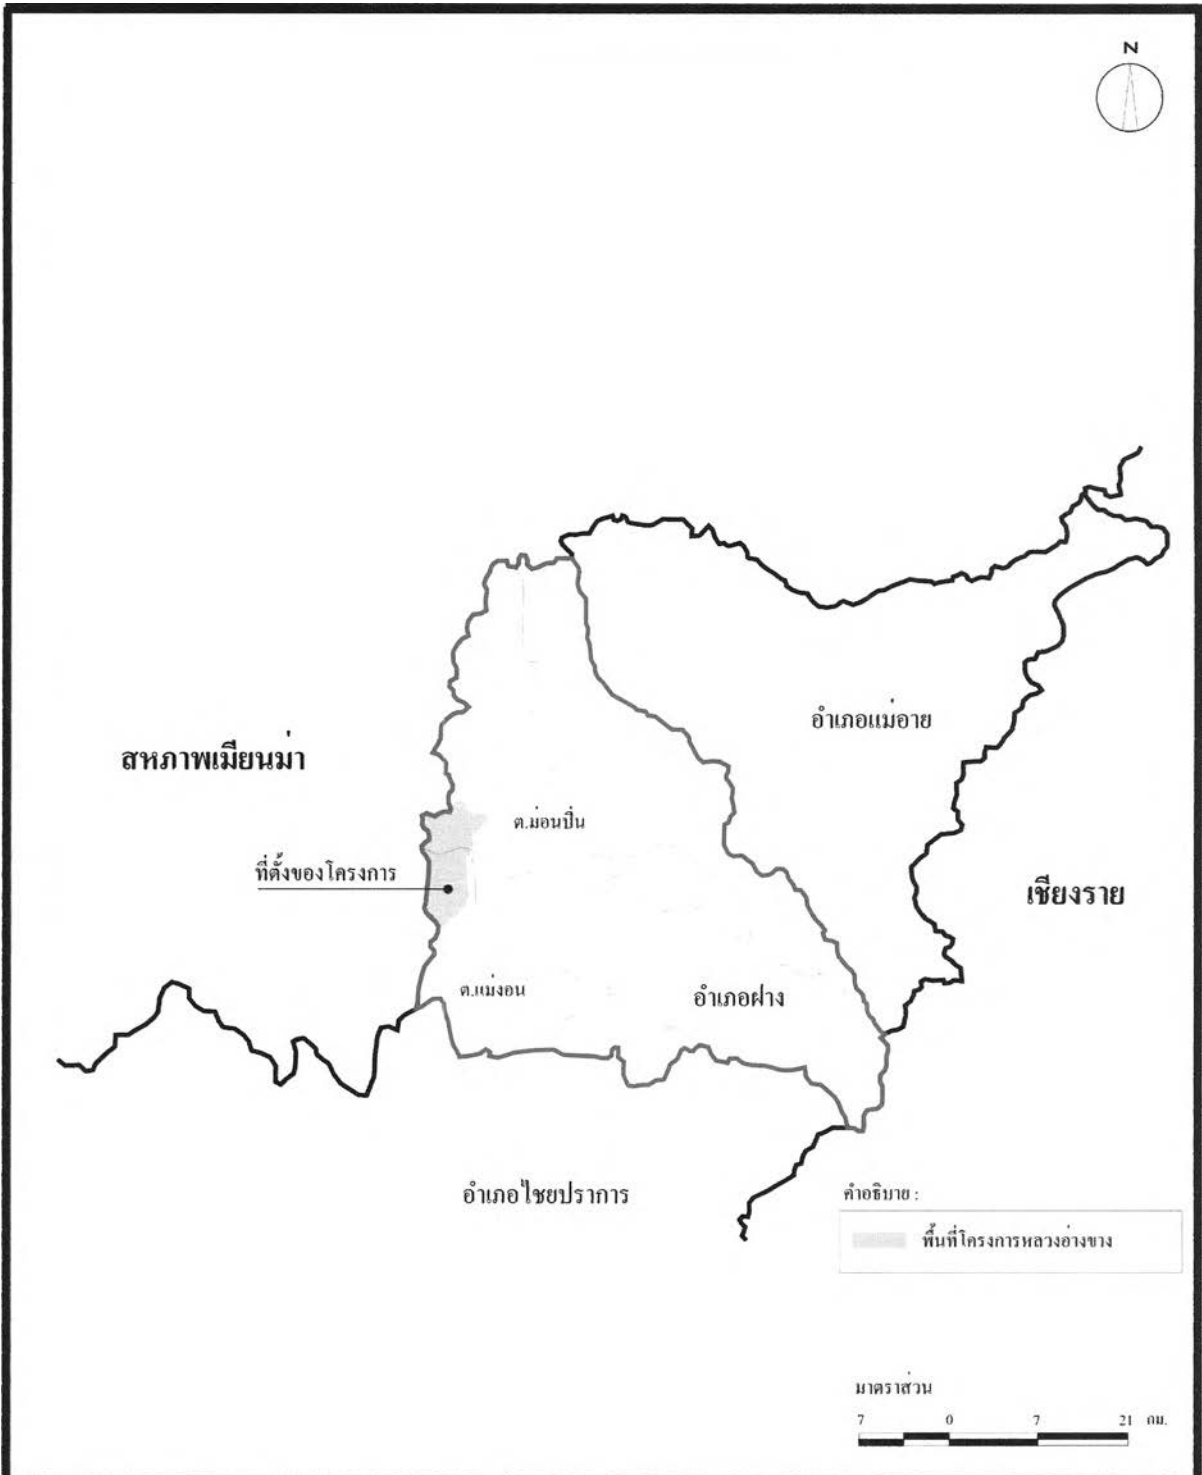 N
อำเภอแม่อาย
สหภาพเมียนม่า
ต.ม่อนปิ่น
ที่ตั้งของโครงการ
เชียงราย
ต.แม่งอน
อำเภอฝาง
อำเภอไชยปราการ
คำอธิบาย :
พื้นที่โครงการหลวงอ่างขาง
มาตราส่วน
7 0 7 21 กม.